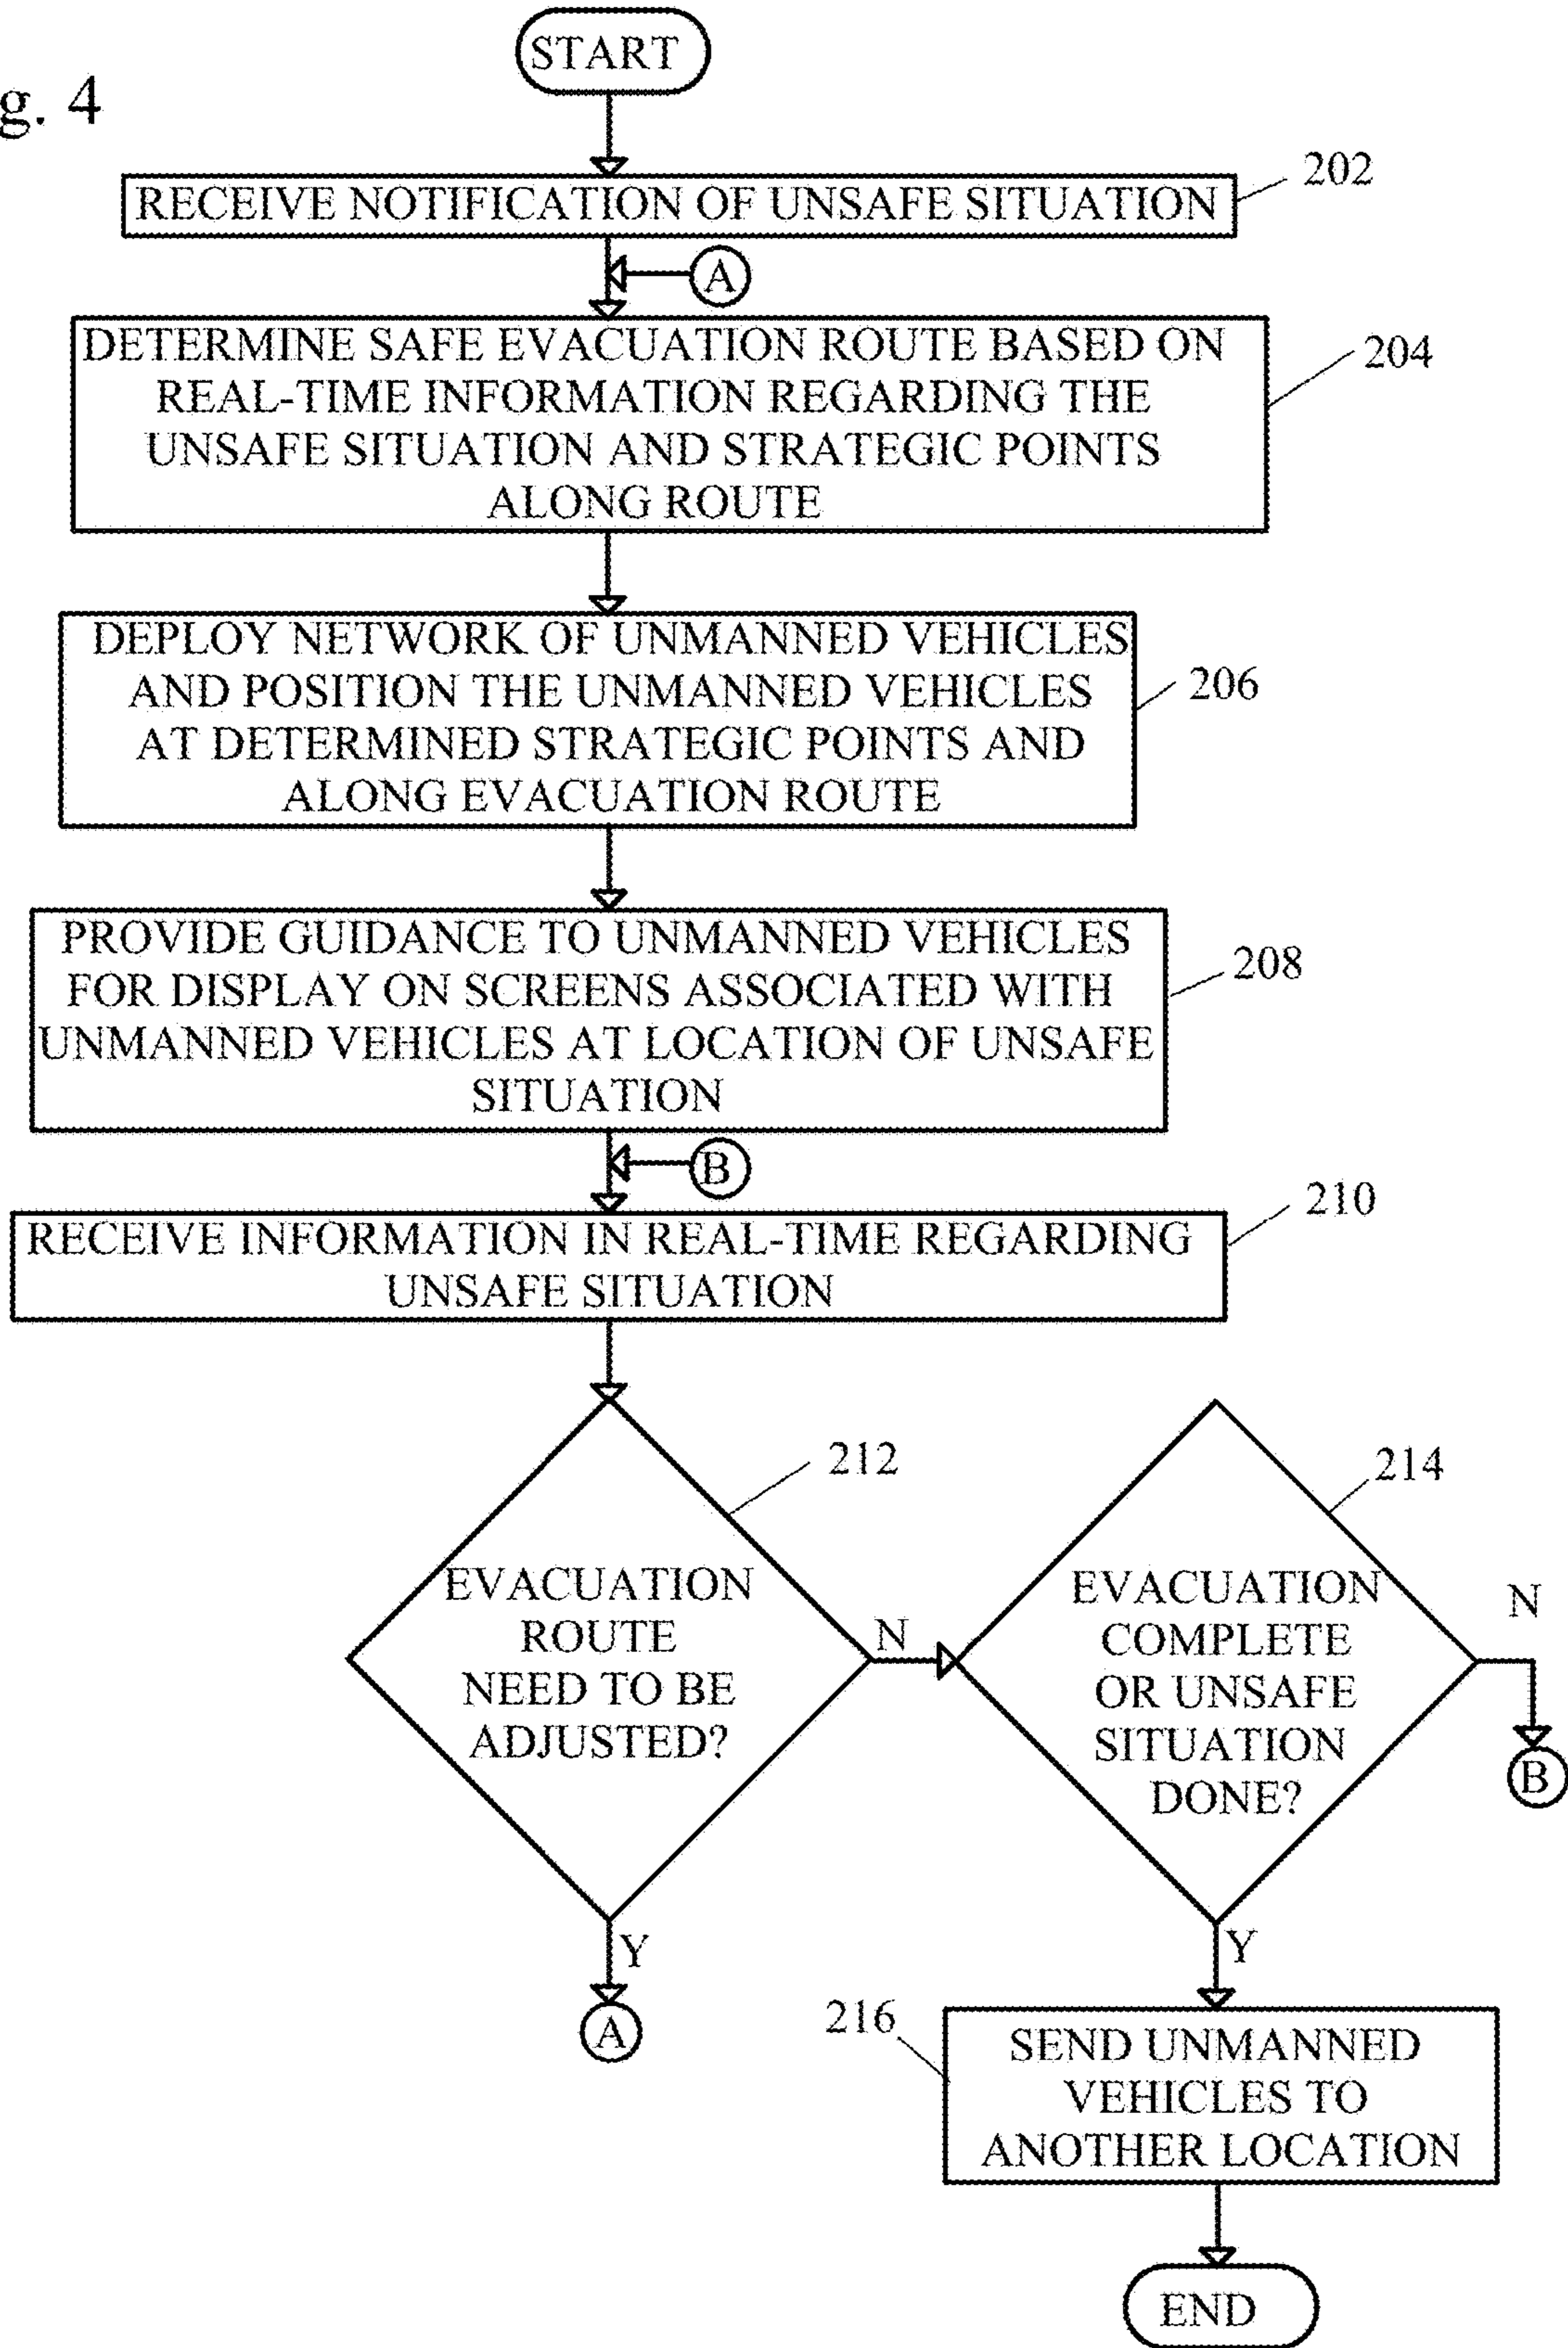 START
g. 4
RECEIVE NOTIFICATION OF UNSAFE SITUATION
202
A
DETERMINE SAFE EVACUATION ROUTE BASED ON
REAL-TIME INFORMATION REGARDING THE
UNSAFE SITUATION AND STRATEGIC POINTS
ALONG ROUTE
204
DEPLOY NETWORK OF UNMANNED VEHICLES
AND POSITION THE UNMANNED VEHICLES
AT DETERMINED STRATEGIC POINTS AND
ALONG EVACUATION ROUTE
206
PROVIDE GUIDANCE TO UNMANNED VEHICLES
FOR DISPLAY ON SCREENS ASSOCIATED WITH
UNMANNED VEHICLES AT LOCATION OF UNSAFE
SITUATION
208
B
RECEIVE INFORMATION IN REAL-TIME REGARDING
UNSAFE SITUATION
210
EVACUATION
ROUTE
NEED TO BE
ADJUSTED?
212
N
Y
A
EVACUATION
COMPLETE
OR UNSAFE
SITUATION
DONE?
214
N
B
Y
SEND UNMANNED
VEHICLES TO
ANOTHER LOCATION
216
END